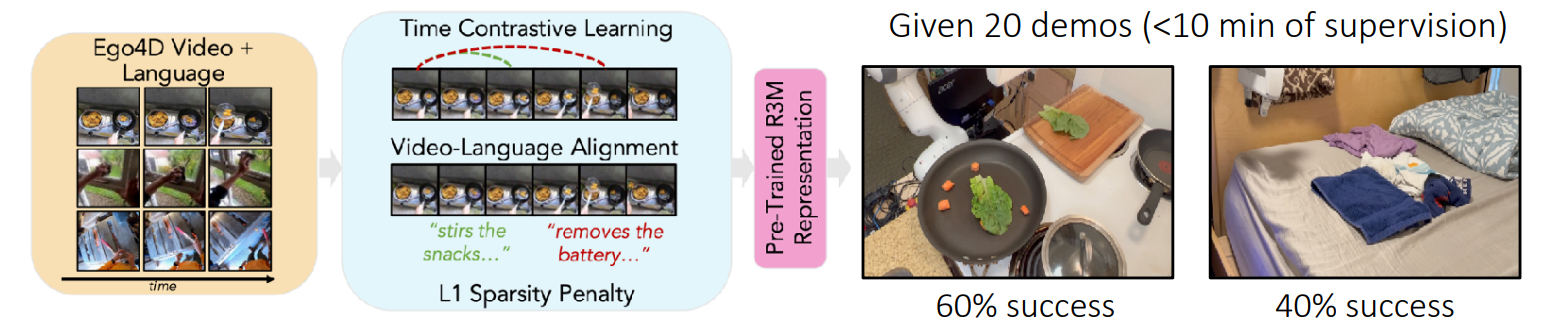 Ego4D Video +
Language
time
Time Contrastive Learning
Video-Language Alignment
“stirs the
snacks…”
“removes the
battery…”
L1 Sparsity Penalty
Pre-Trained R3M
Representation
Given 20 demos (<10 min of supervision)
acer
60% success
40% success